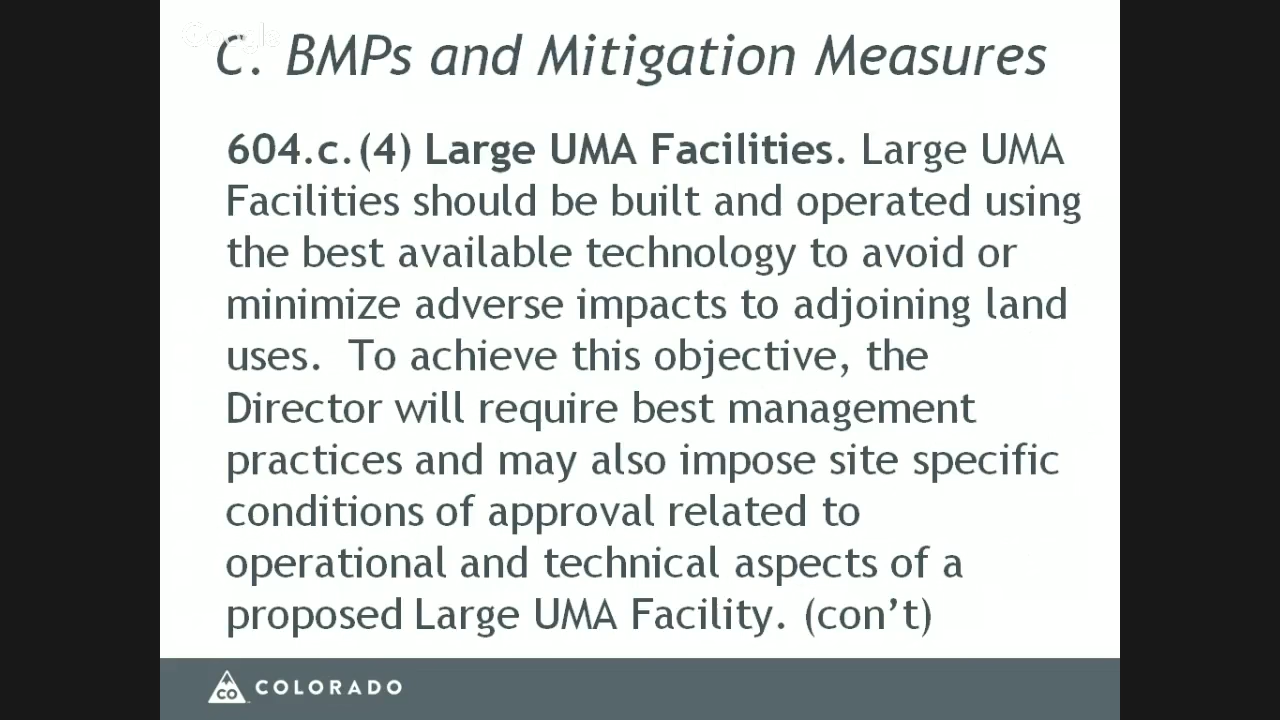 Google
C. BMPs and Mitigation Measures
604.c.(4) Large UMA Facilities. Large UMA
Facilities should be built and operated using
the best available technology to avoid or
minimize adverse impacts to adjoining land
uses.  To achieve this objective, the
Director will require best management
practices and may also impose site specific
conditions of approval related to
operational and technical aspects of a
proposed Large UMA Facility. (con’t)
CO COLORADO